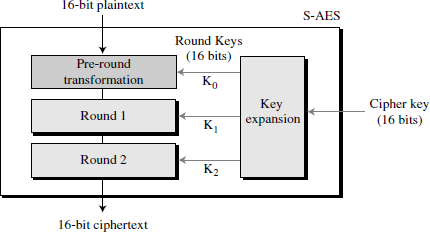 16-bit plaintext
S-AES
Pre-round
transformation
Round Keys
(16 bits)
K0
Round 1
K1
Key
expansion
Cipher key
(16 bits)
Round 2
K2
16-bit ciphertext